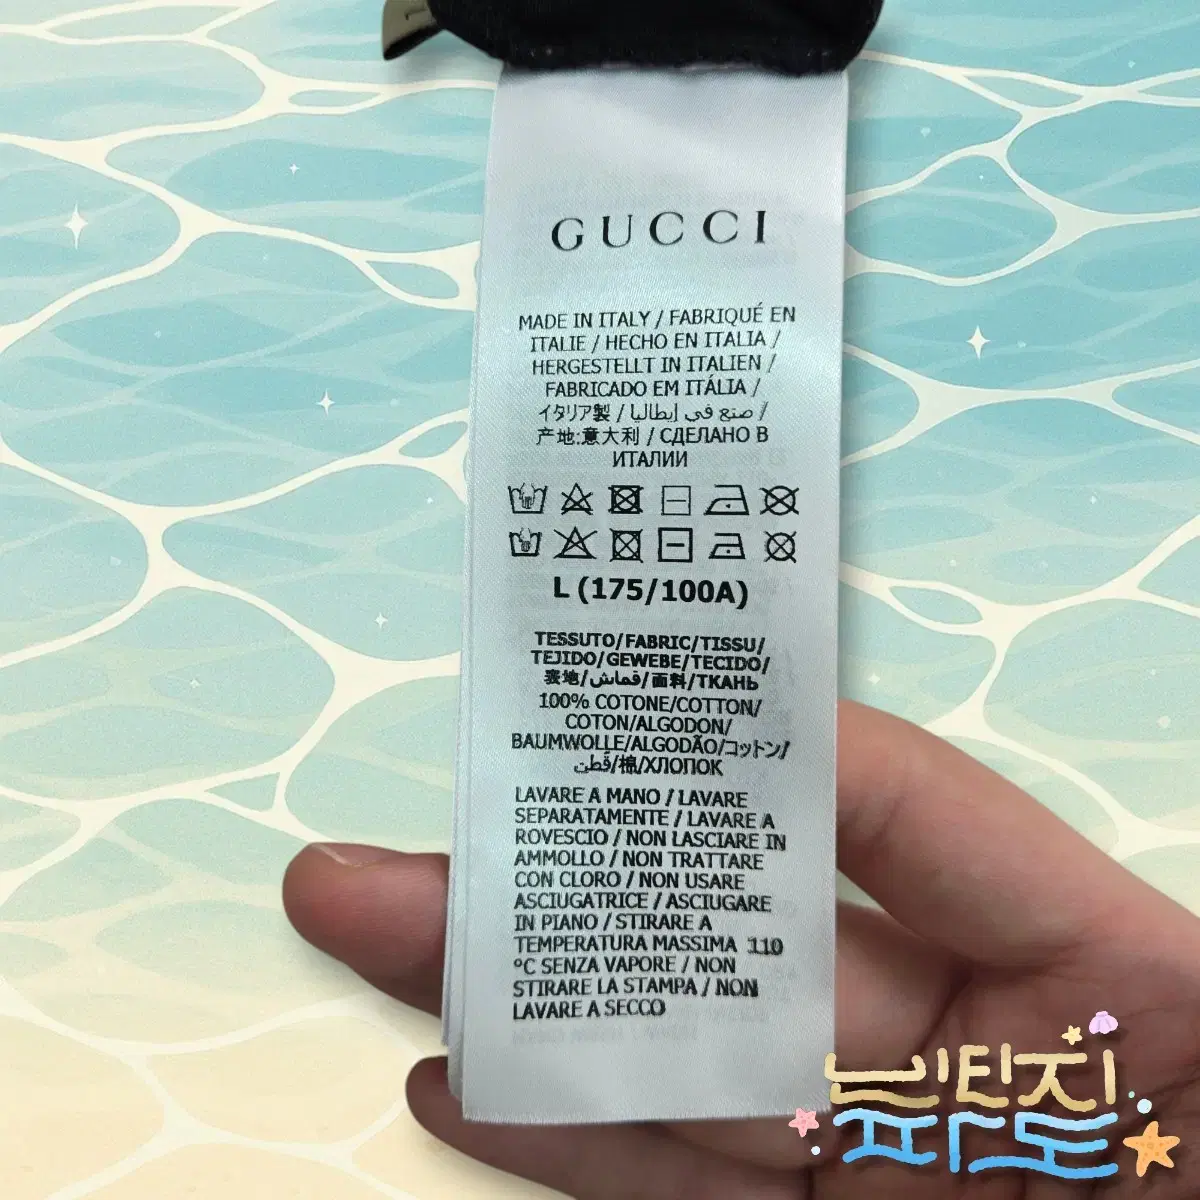 GUCCI
MADE IN ITALY / FABRIQUÉ EN
ITALIE / HECHO EN ITALIA /
HERGESTELLT IN ITALIEN /
FABRICADO EM ITÁLIA /
イタリア製 / صنع في إيطاليا /
产地:意大利 / СДЕЛАНО В
ИТАЛИИ
L (175/100A)
TESSUTO/FABRIC/TISSU/
TEJIDO/GEWEBE/TECIDO/
表地/قماش/面料/ТКАНЬ
100% COTONE/COTTON/
COTON/ALGODON/
BAUMWOLLE/ALGODÃO/コットン/
قطن/棉/ХЛОПОК
LAVARE A MANO / LAVARE
SEPARATAMENTE / LAVARE A
ROVESCIO / NON LASCIARE IN
AMMOLLO / NON TRATTARE
CON CLORO / NON USARE
ASCIUGATRICE / ASCIUGARE
IN PIANO / STIRARE A
TEMPERATURA MASSIMA 110
°C SENZA VAPORE / NON
STIRARE LA STAMPA / NON
LAVARE A SECCO
빈티지
파도